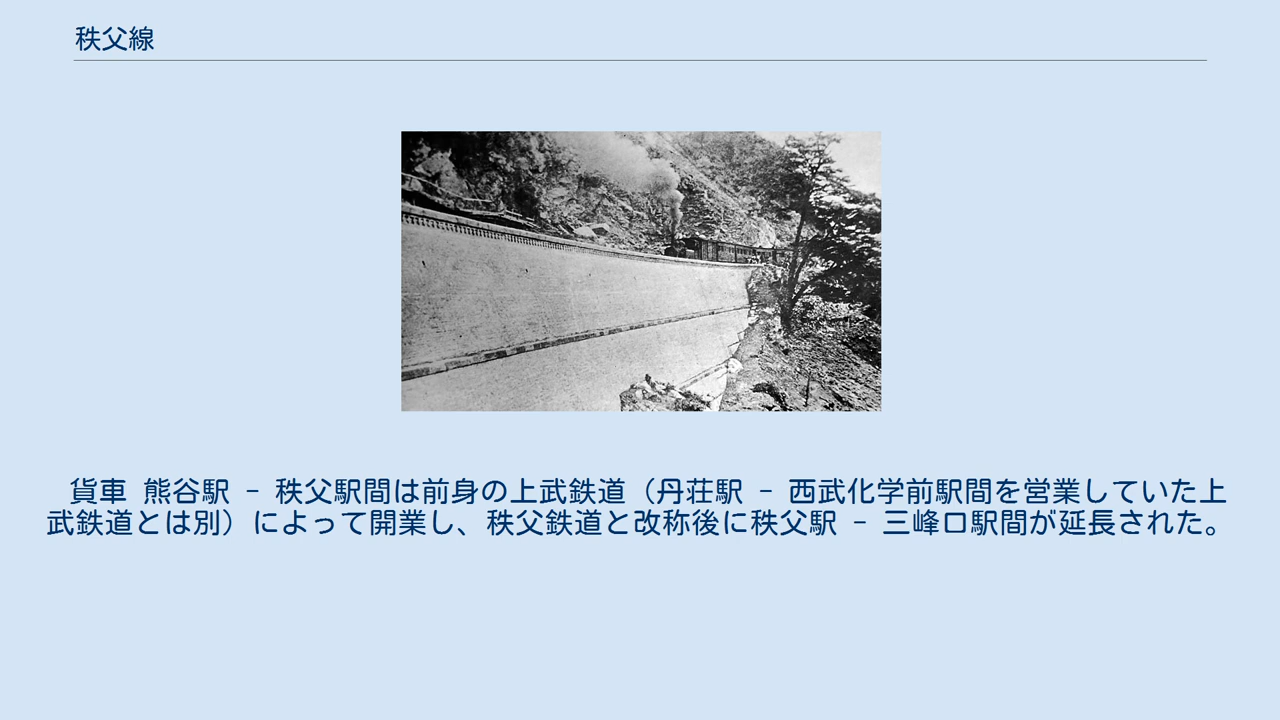 秩父線
貨車 熊谷駅 - 秩父駅間は前身の上武鉄道（丹荘駅 - 西武化学前駅間を営業していた上
武鉄道とは別）によって開業し、秩父鉄道と改称後に秩父駅 - 三峰口駅間が延長された。